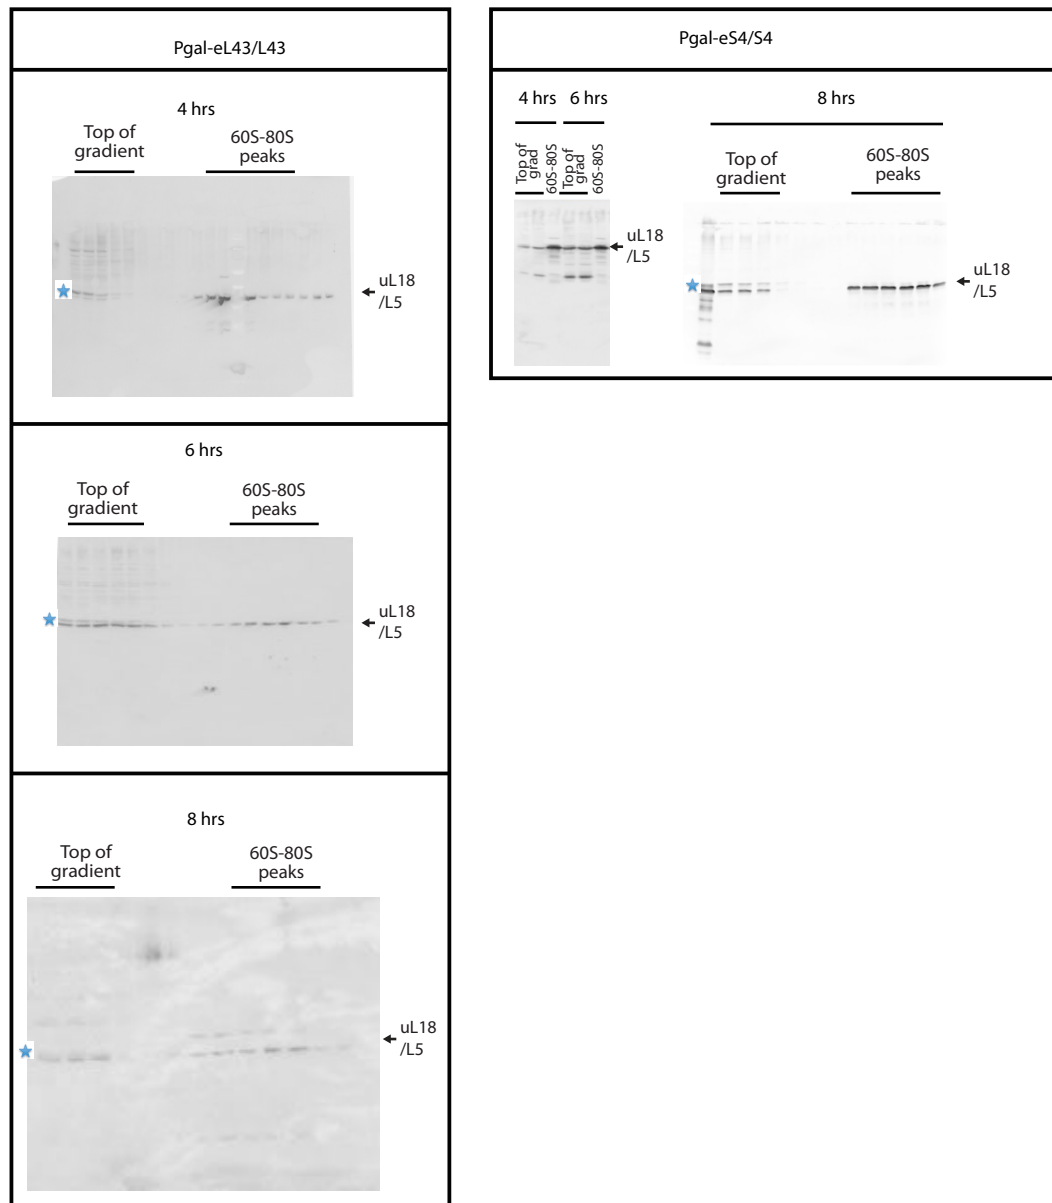 Pgal-eL43/L43
4 hrs
Top of
gradient
60S-80S
peaks
uL18
/L5
6 hrs
Top of
gradient
60S-80S
peaks
uL18
/L5
8 hrs
Top of
gradient
60S-80S
peaks
uL18
/L5
Pgal-eS4/S4
4 hrs
6 hrs
Top of
grad
60S-80S
Top of
grad
60S-80S
uL18
/L5
8 hrs
Top of
gradient
60S-80S
peaks
uL18
/L5